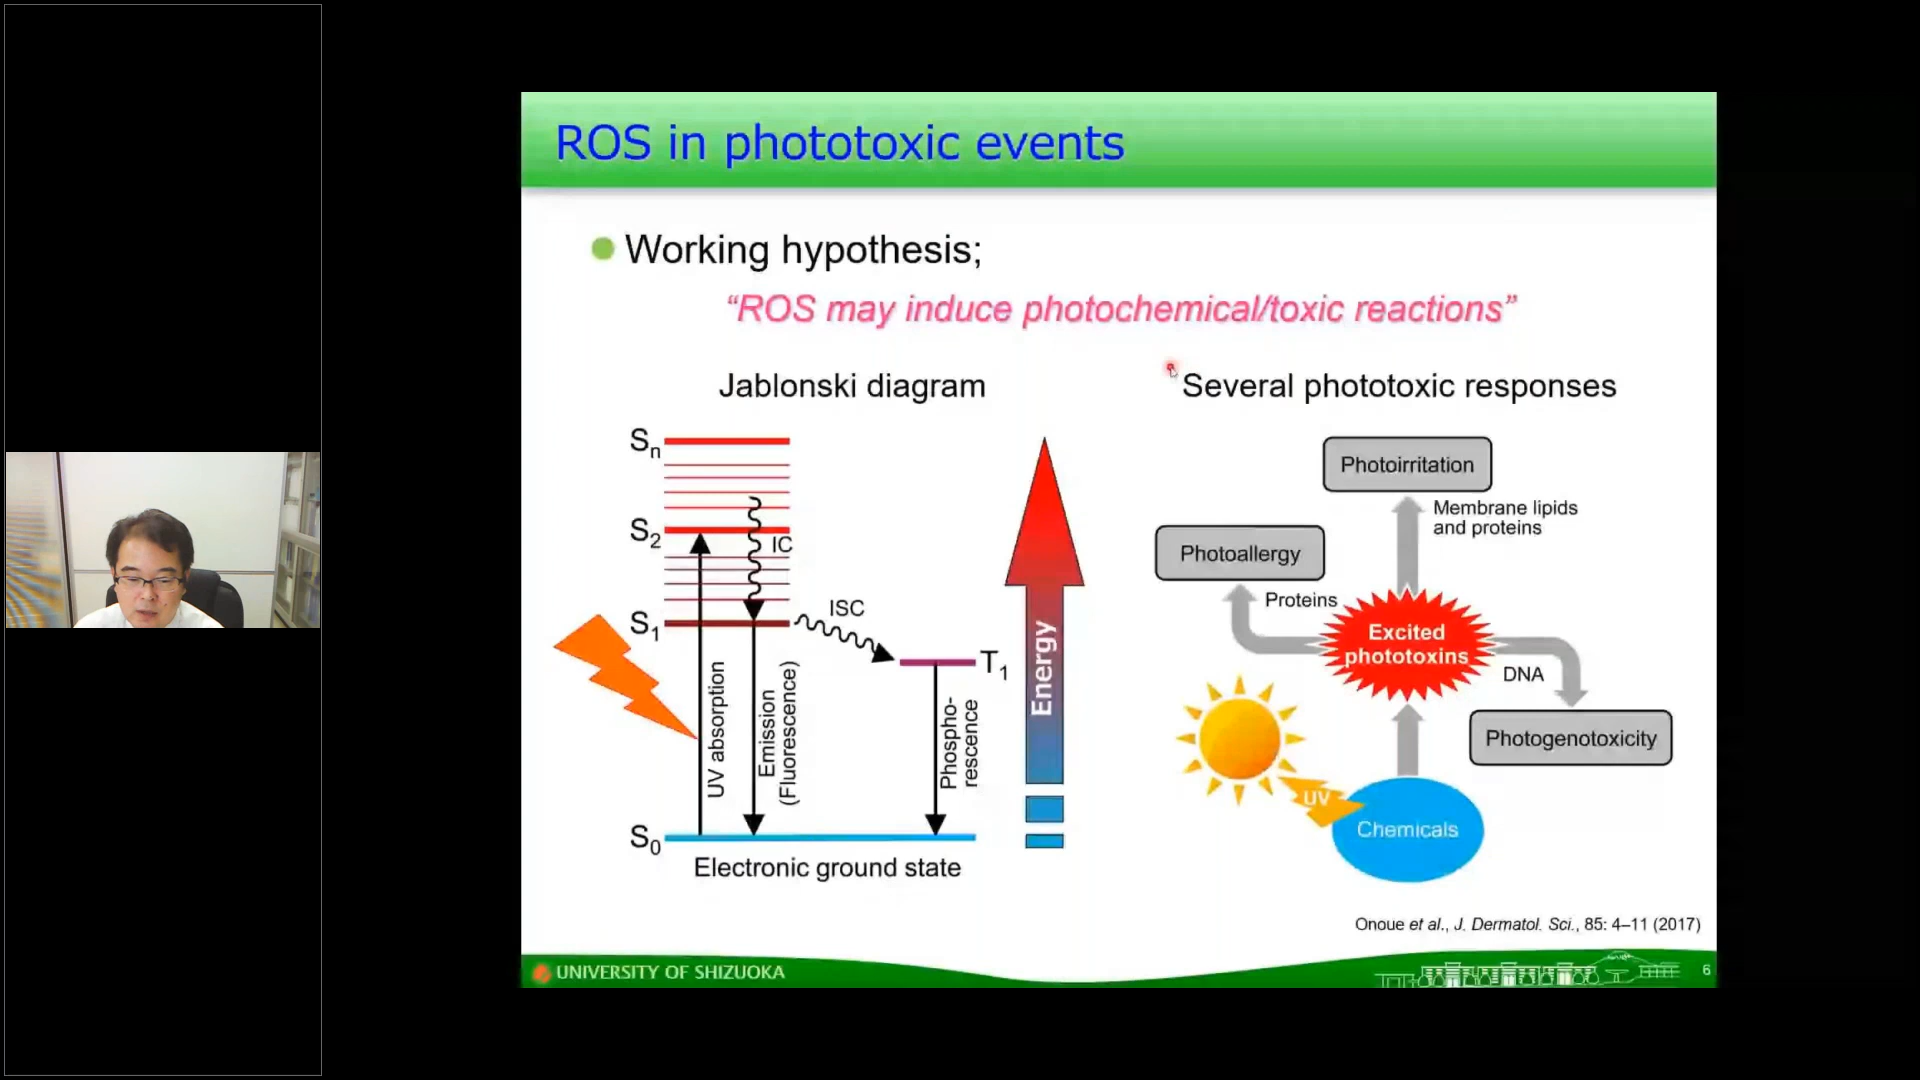 ROS in phototoxic events
Working hypothesis;
“ROS may induce photochemical/toxic reactions”
Jablonski diagram
Sn
S2
IC
S1
ISC
T1
UV absorption
Emission
(Fluorescence)
Phospho-
rescence
S0
Electronic ground state
Energy
Several phototoxic responses
Photoirritation
Membrane lipids
and proteins
Photoallergy
Proteins
Excited
phototoxins
DNA
Photogenotoxicity
UV
Chemicals
Onoue et al., J. Dermatol. Sci., 85: 4–11 (2017)
UNIVERSITY OF SHIZUOKA
6